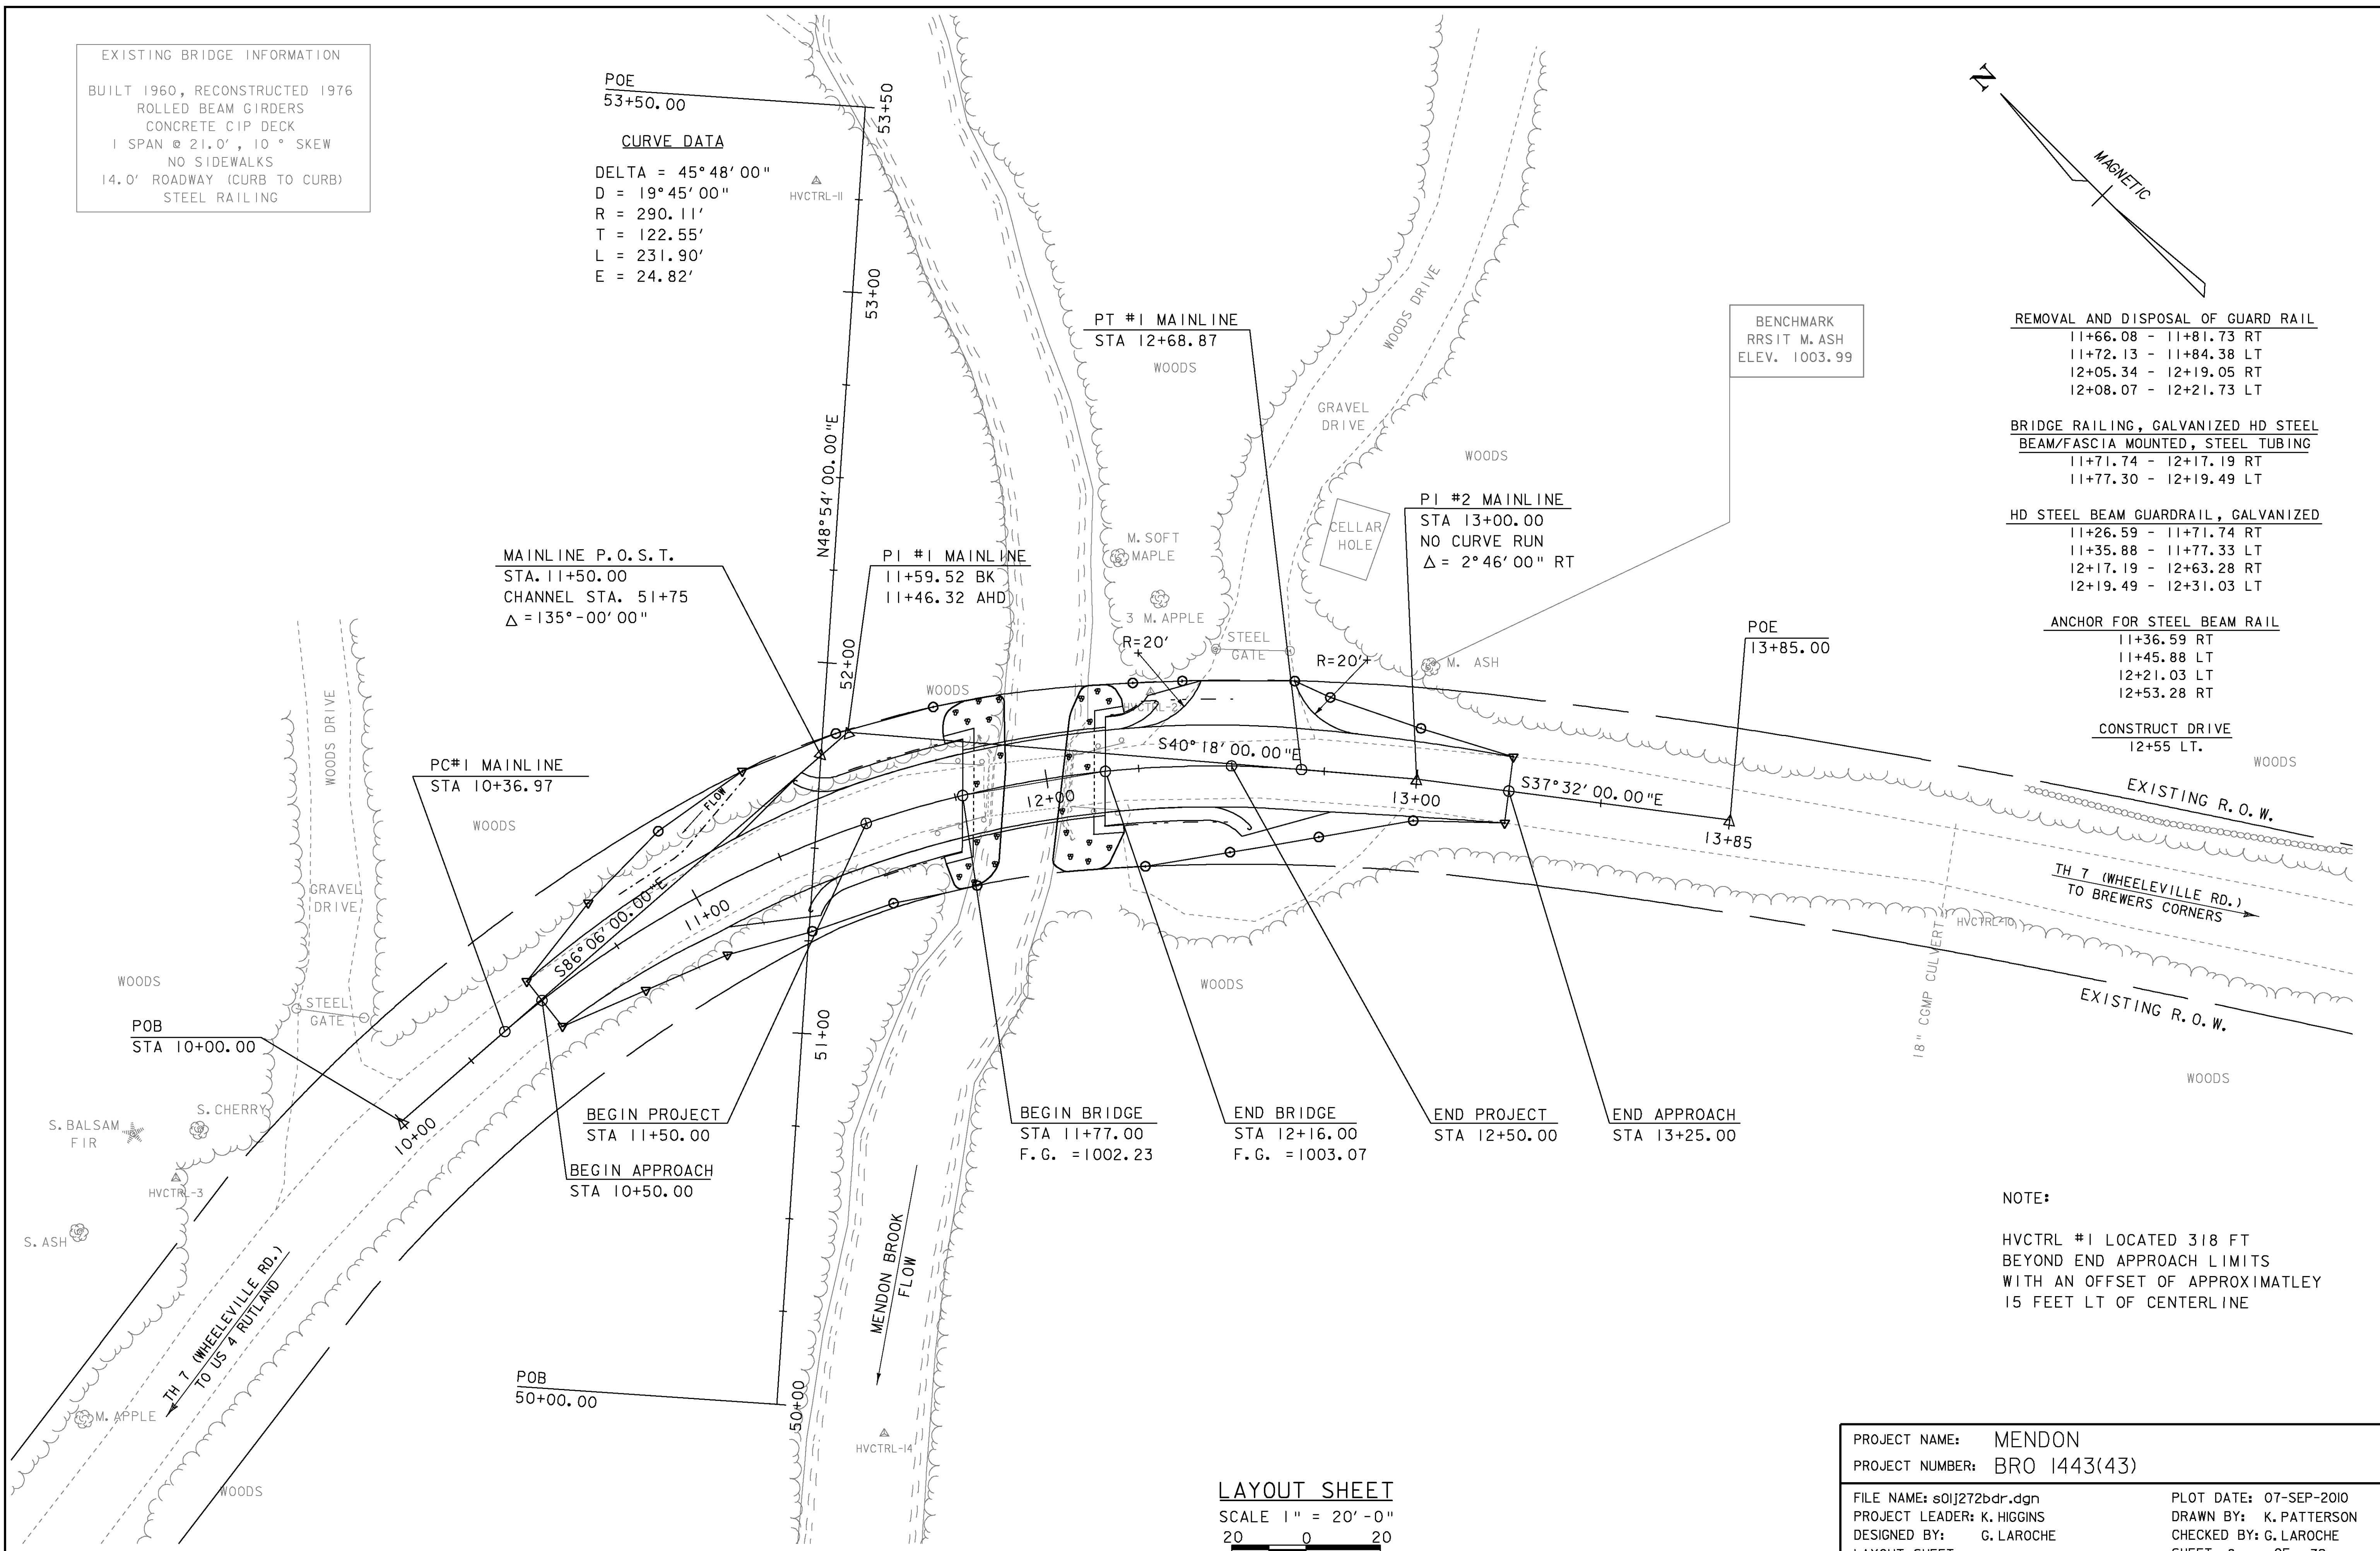 EXISTING BRIDGE INFORMATION
BUILT 1960, RECONSTRUCTED 1976
ROLLED BEAM GIRDERS
CONCRETE CIP DECK
1 SPAN @ 21.0', 10 ° SKEW
NO SIDEWALKS
14.0' ROADWAY (CURB TO CURB)
STEEL RAILING
POE
53+50.00
53+50
CURVE DATA
DELTA = 45°48'00"
D = 19°45'00"
R = 290.11'
T = 122.55'
L = 231.90'
E = 24.82'
HVCTRL-11
53+00
N48°54'00.00"E
52+00
PT #1 MAINLINE
STA 12+68.87
WOODS
WOODS DRIVE
GRAVEL
DRIVE
WOODS
BENCHMARK
RRSIT M.ASH
ELEV. 1003.99
N
MAGNETIC
REMOVAL AND DISPOSAL OF GUARD RAIL
11+66.08 - 11+81.73 RT
11+72.13 - 11+84.38 LT
12+05.34 - 12+19.05 RT
12+08.07 - 12+21.73 LT
BRIDGE RAILING, GALVANIZED HD STEEL
BEAM/FASCIA MOUNTED, STEEL TUBING
11+71.74 - 12+17.19 RT
11+77.30 - 12+19.49 LT
HD STEEL BEAM GUARDRAIL, GALVANIZED
11+26.59 - 11+71.74 RT
11+35.88 - 11+77.33 LT
12+17.19 - 12+63.28 RT
12+19.49 - 12+31.03 LT
ANCHOR FOR STEEL BEAM RAIL
11+36.59 RT
11+45.88 LT
12+21.03 LT
12+53.28 RT
CONSTRUCT DRIVE
12+55 LT.
MAINLINE P.O.S.T.
STA. 11+50.00
CHANNEL STA. 51+75
Δ =135°-00'00"
PI #1 MAINLINE
11+59.52 BK
11+46.32 AHD
PI #2 MAINLINE
STA 13+00.00
NO CURVE RUN
Δ = 2°46'00" RT
CELLAR
HOLE
M.SOFT
MAPLE
3 M.APPLE
R=20'
STEEL
GATE
R=20'
M. ASH
POE
13+85.00
WOODS
HVCTRL-2
WOODS DRIVE
GRAVEL
DRIVE
PC#1 MAINLINE
STA 10+36.97
WOODS
FLOW
S86°06'00.00"E
11+00
12+00
S40°18'00.00"E
13+00
S37°32'00.00"E
13+85
WOODS
EXISTING R.O.W.
TH 7 (WHEELEVILLE RD.)
TO BREWERS CORNERS
HVCTRL-10
18" CGMP CULVERT
EXISTING R.O.W.
WOODS
WOODS
WOODS
STEEL
GATE
POB
STA 10+00.00
10+00
51+00
S.CHERRY
S.BALSAM
FIR
HVCTRL-3
S.ASH
M.APPLE
TH 7 (WHEELEVILLE RD.)
TO US 4 RUTLAND
WOODS
BEGIN PROJECT
STA 11+50.00
BEGIN APPROACH
STA 10+50.00
BEGIN BRIDGE
STA 11+77.00
F.G. =1002.23
END BRIDGE
STA 12+16.00
F.G. =1003.07
END PROJECT
STA 12+50.00
END APPROACH
STA 13+25.00
MENDON BROOK
FLOW
POB
50+00.00
50+00
HVCTRL-14
NOTE:
HVCTRL #1 LOCATED 318 FT
BEYOND END APPROACH LIMITS
WITH AN OFFSET OF APPROXIMATLEY
15 FEET LT OF CENTERLINE
LAYOUT SHEET
SCALE 1" = 20'-0"
20 0 20
PROJECT NAME: MENDON
PROJECT NUMBER: BRO 1443(43)
FILE NAME: s01j272bdr.dgn
PLOT DATE: 07-SEP-2010
PROJECT LEADER: K.HIGGINS
DRAWN BY: K.PATTERSON
DESIGNED BY: G.LAROCHE
CHECKED BY: G.LAROCHE